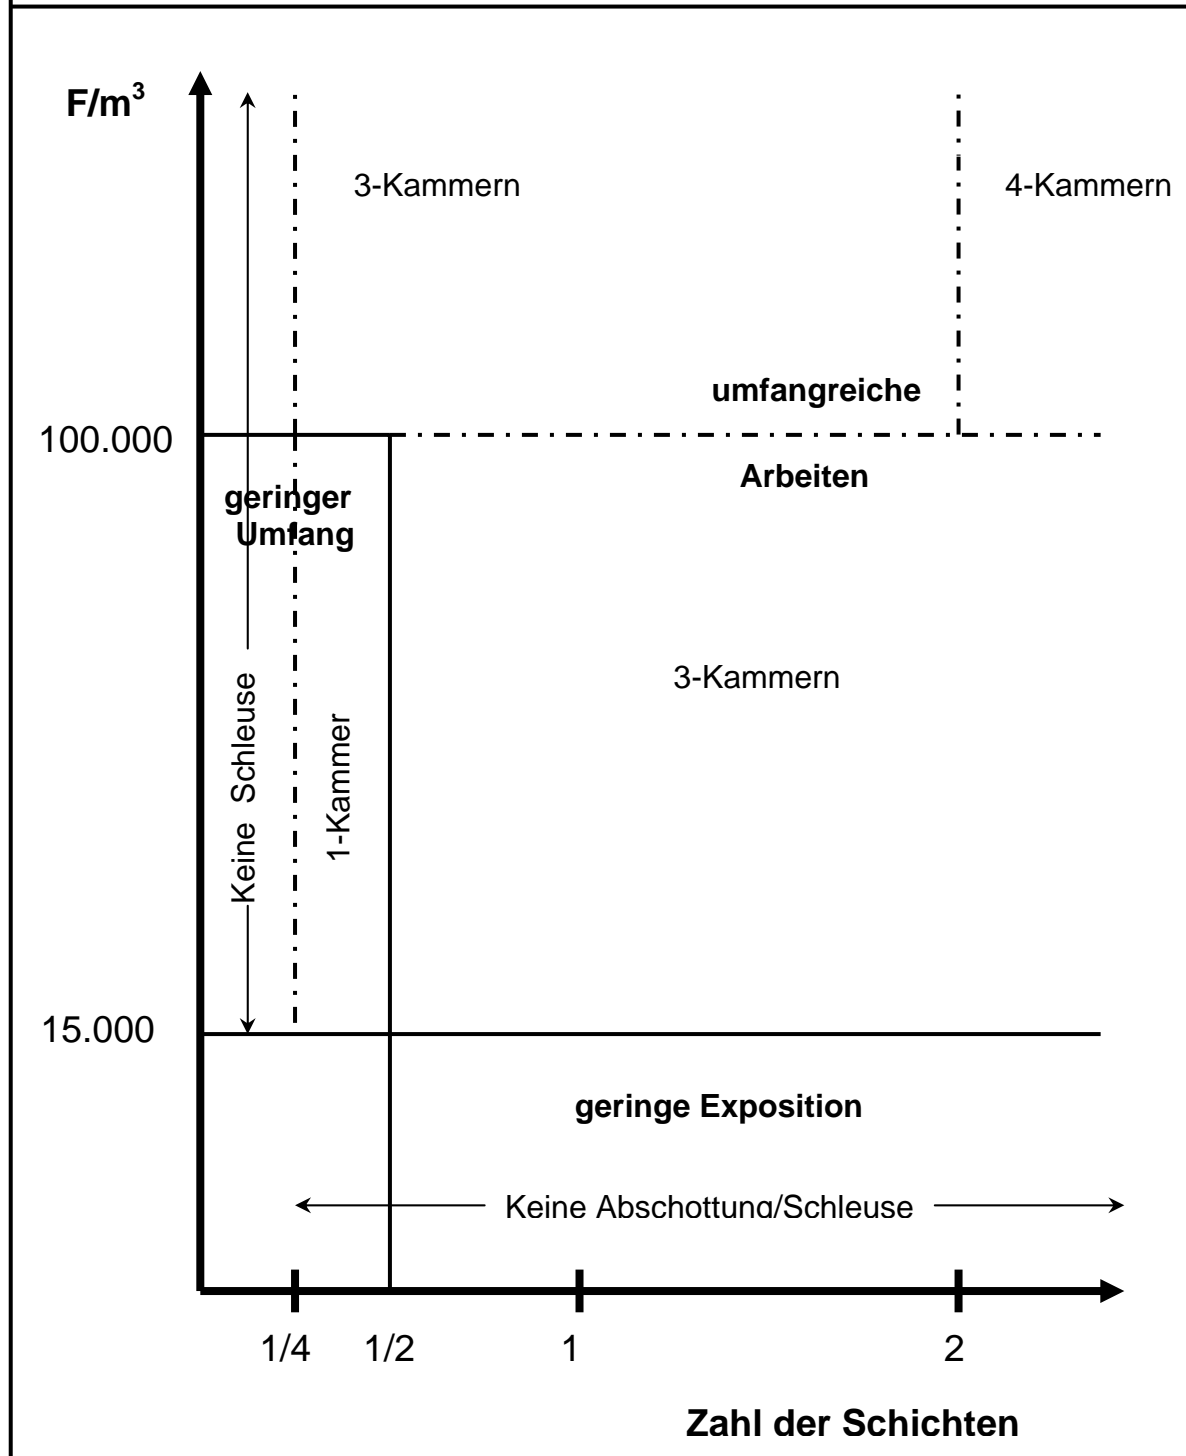 F/m³
3-Kammern
4-Kammern
umfangreiche
100.000
Arbeiten
geringer
Umfang
3-Kammern
Keine Schleuse
1-Kammer
15.000
geringe Exposition
Keine Abschottung/Schleuse
1/4
1/2
1
2
Zahl der Schichten